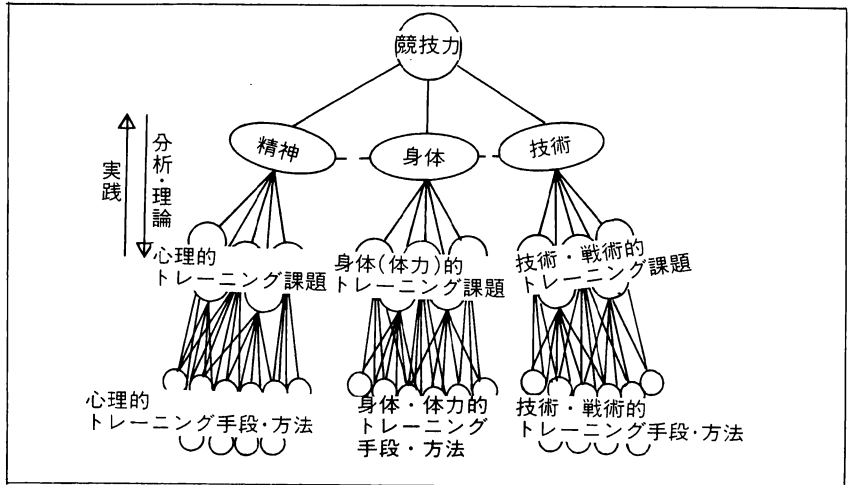 競技力
精神
身体
技術
実践
分析・理論
心理的
トレーニング課題
身体(体力)的
トレーニング課題
技術・戦術的
トレーニング課題
心理的
トレーニング手段・方法
身体・体力的
トレーニング
手段・方法
技術・戦術的
トレーニング手段・方法